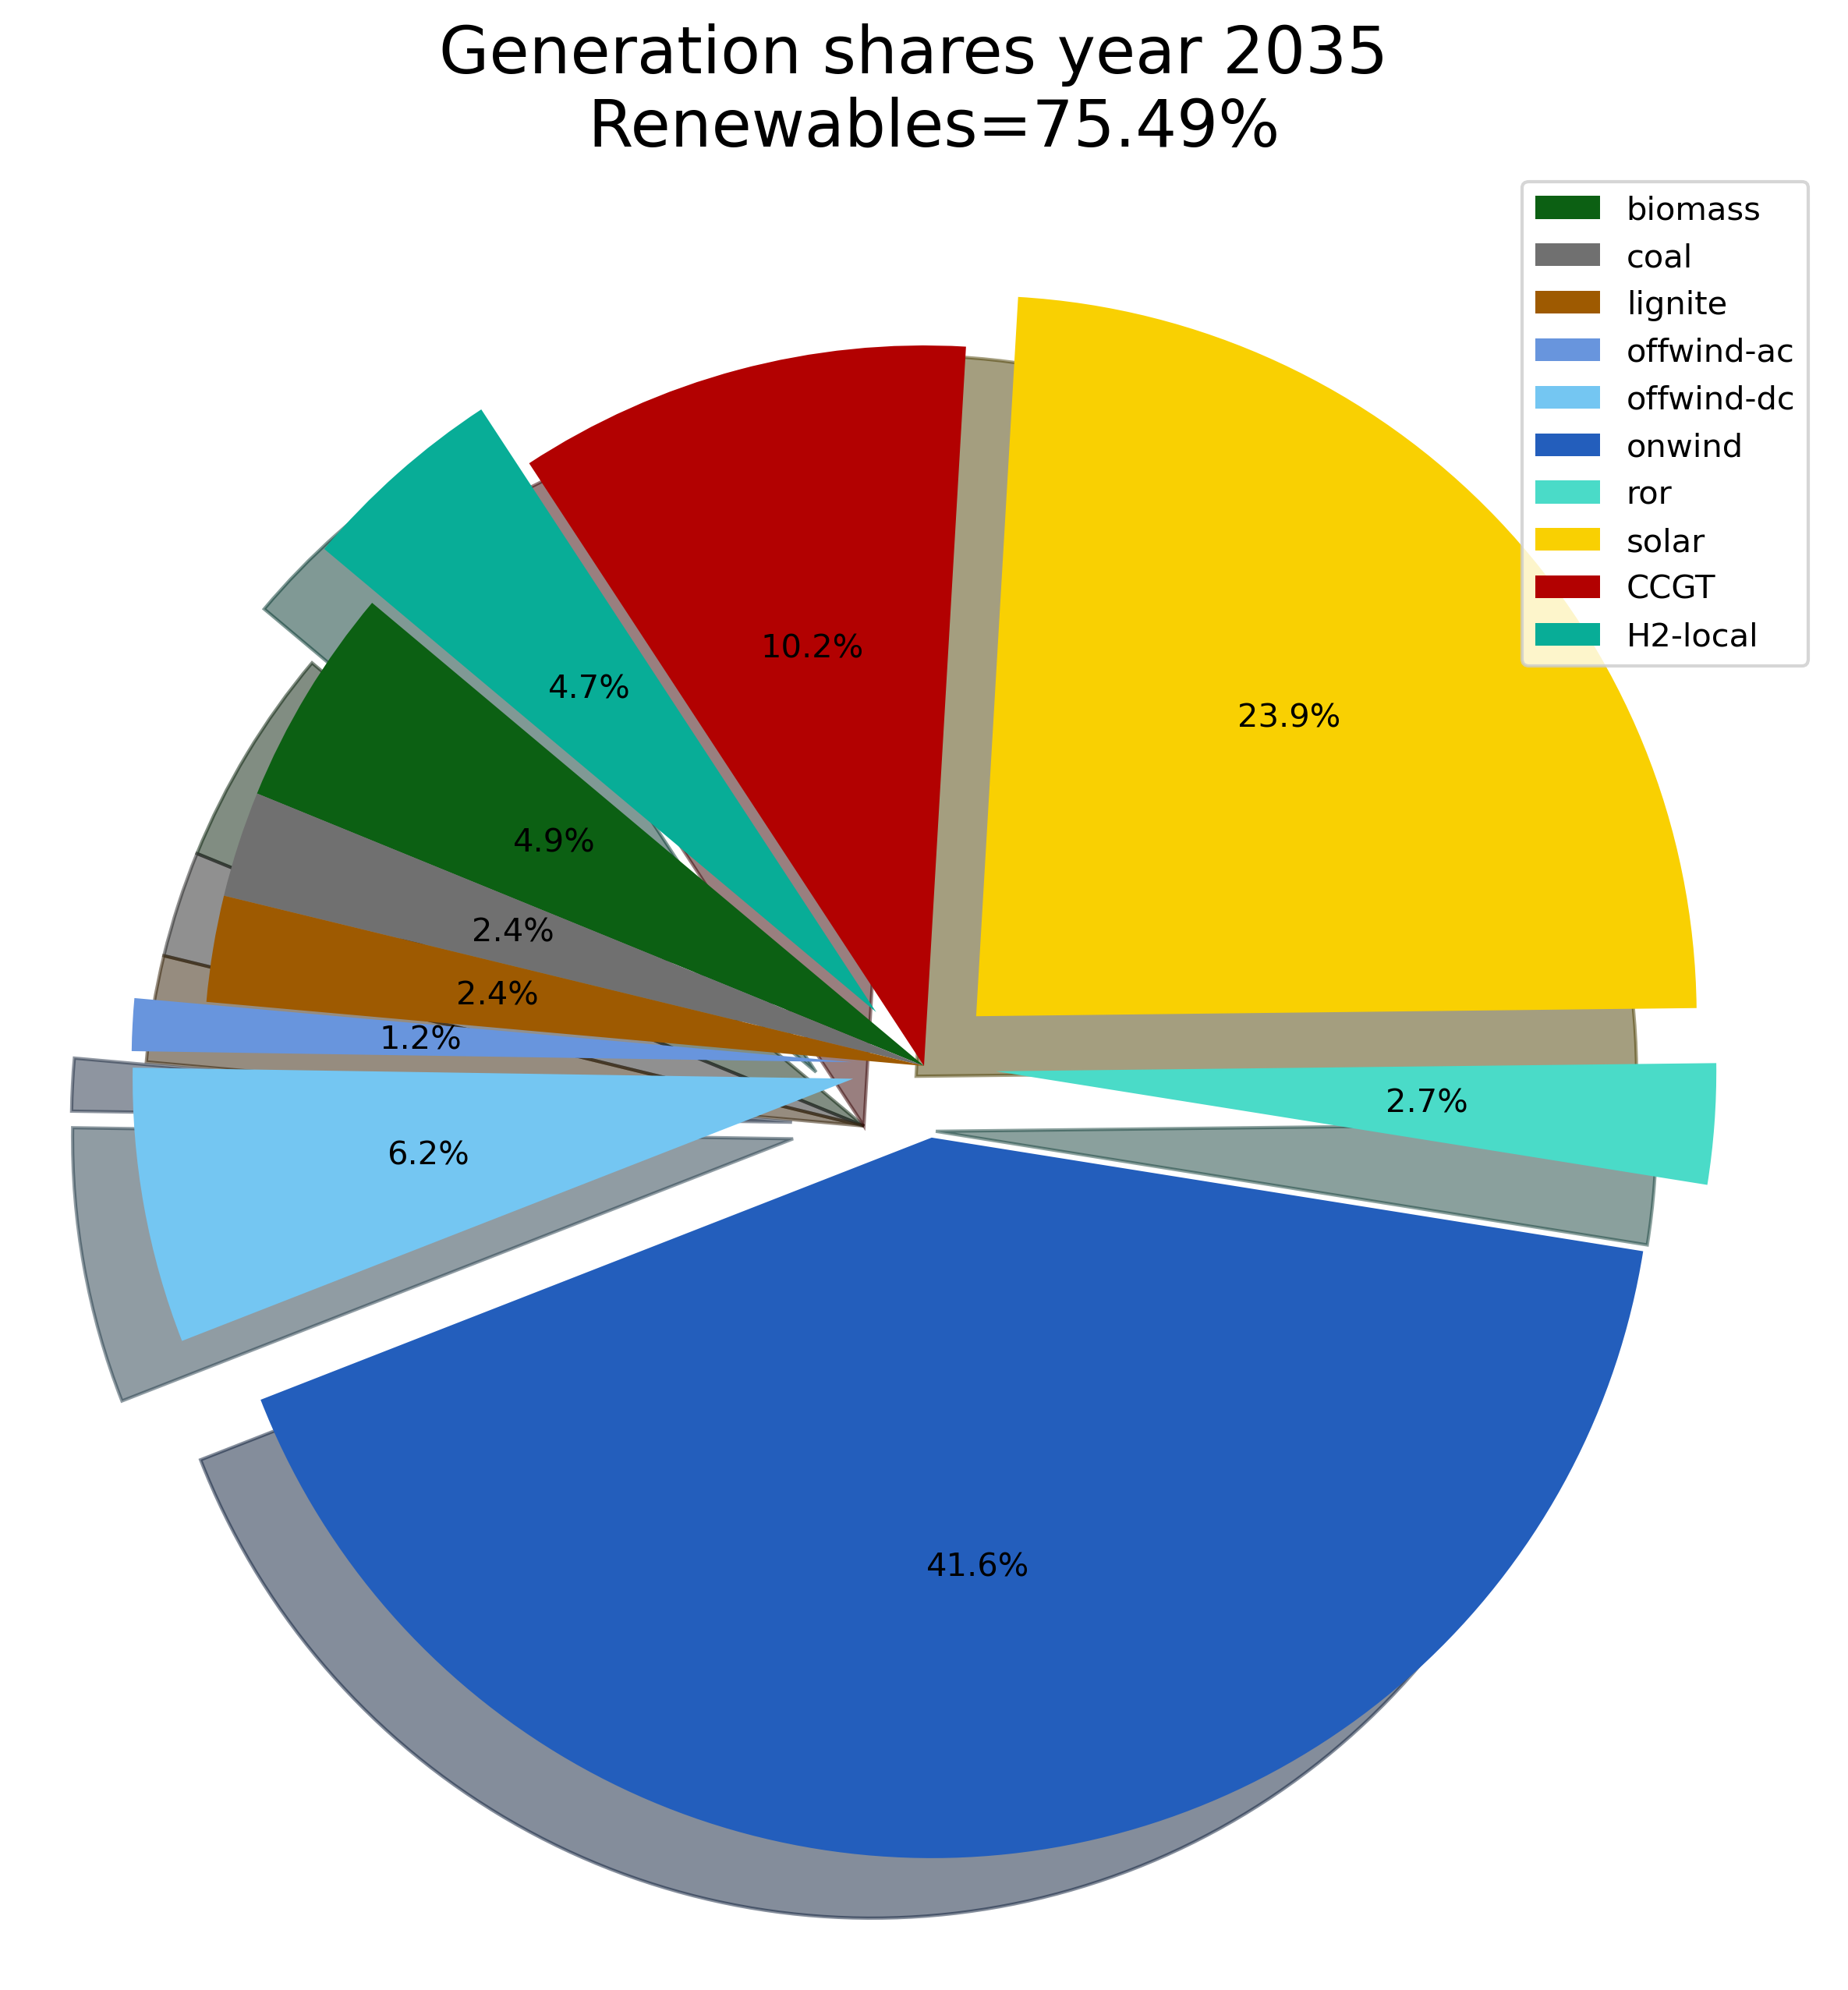 Generation shares year 2035
Renewables=75.49%
biomass
coal
lignite
offwind-ac
offwind-dc
onwind
ror
solar
CCGT
H2-local
10.2%
4.7%
23.9%
4.9%
2.4%
2.4%
1.2%
2.7%
6.2%
41.6%